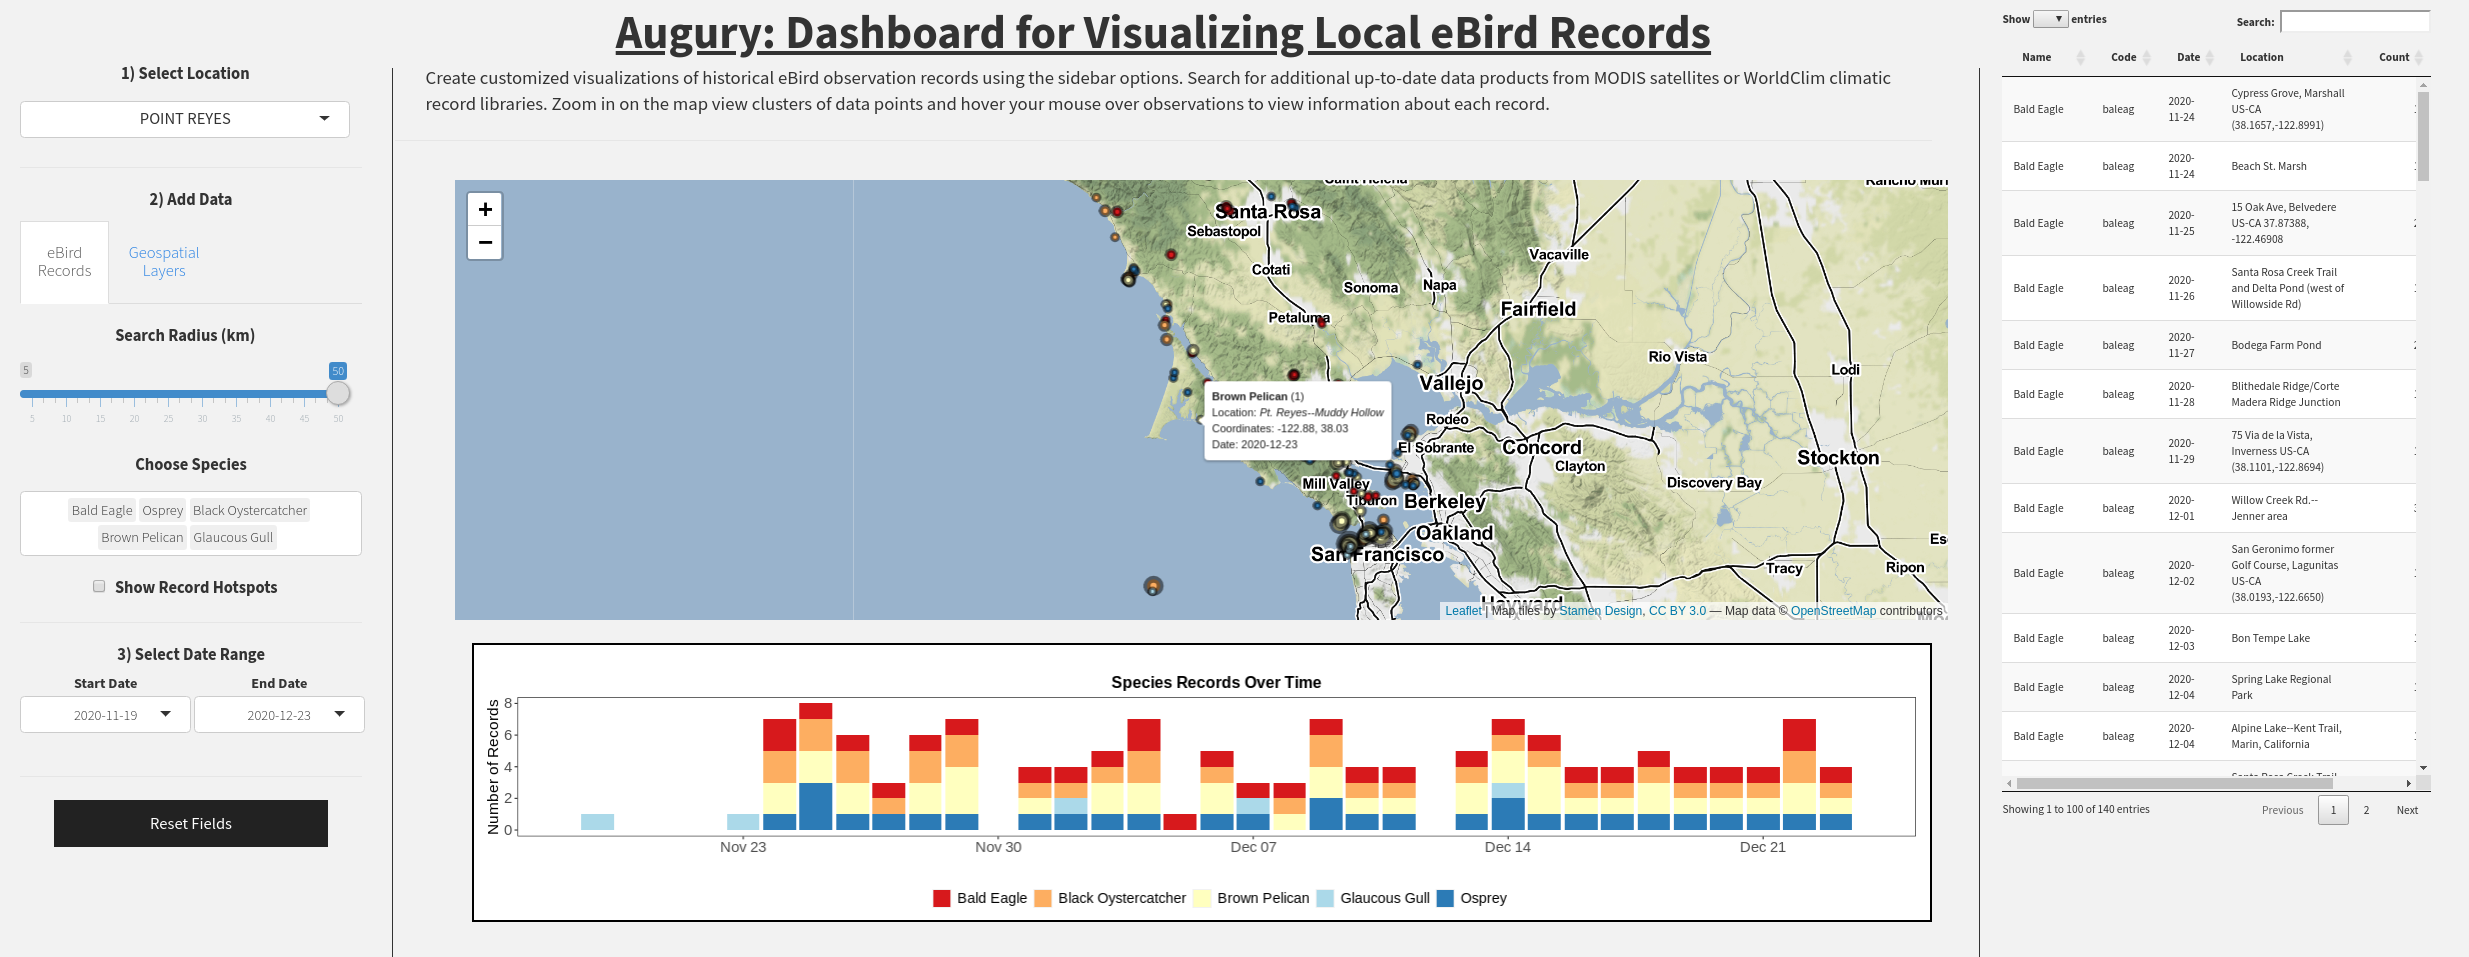 Augury: Dashboard for Visualizing Local eBird Records
Create customized visualizations of historical eBird observation records using the sidebar options. Search for additional up-to-date data products from MODIS satellites or WorldClim climatic
record libraries. Zoom in on the map view clusters of data points and hover your mouse over observations to view information about each record.
1) Select Location
POINT REYES
2) Add Data
eBird
Records
Geospatial
Layers
Search Radius (km)
5
50
5 10 15 20 25 30 35 40 45 50
Choose Species
Bald Eagle Osprey Black Oystercatcher
Brown Pelican Glaucous Gull
Show Record Hotspots
3) Select Date Range
Start Date End Date
2020-11-19 2020-12-23
Reset Fields
+
−
Saint Helena
Santa Rosa
Sebastopol
Cotati
Sonoma
Napa
Petaluma
Vacaville
Fairfield
Rio Vista
Lodi
Vallejo
Rodeo
El Sobrante
Concord
Clayton
Stockton
Discovery Bay
Mill Valley
Tiburon
Berkeley
Oakland
San Francisco
Tracy
Ripon
Es
Hayward
Brown Pelican (1)
Location: Pt. Reyes--Muddy Hollow
Coordinates: -122.88, 38.03
Date: 2020-12-23
Leaflet | Map tiles by Stamen Design, CC BY 3.0 — Map data © OpenStreetMap contributors
Species Records Over Time
Number of Records
8
6
4
2
0
Nov 23 Nov 30 Dec 07 Dec 14 Dec 21
Bald Eagle Black Oystercatcher Brown Pelican Glaucous Gull Osprey
Show entries
Search:
Name Code Date Location Count
Bald Eagle baleag 2020-
11-24
Cypress Grove, Marshall
US-CA
(38.1657,-122.8991)
Bald Eagle baleag 2020-
11-24
Beach St. Marsh
Bald Eagle baleag 2020-
11-25
15 Oak Ave, Belvedere
US-CA 37.87388,
-122.46908
Bald Eagle baleag 2020-
11-26
Santa Rosa Creek Trail
and Delta Pond (west of
Willowside Rd)
Bald Eagle baleag 2020-
11-27
Bodega Farm Pond
Bald Eagle baleag 2020-
11-28
Blithedale Ridge/Corte
Madera Ridge Junction
Bald Eagle baleag 2020-
11-29
75 Via de la Vista,
Inverness US-CA
(38.1101,-122.8694)
Bald Eagle baleag 2020-
12-01
Willow Creek Rd.--
Jenner area
Bald Eagle baleag 2020-
12-02
San Geronimo former
Golf Course, Lagunitas
US-CA
(38.0193,-122.6650)
Bald Eagle baleag 2020-
12-03
Bon Tempe Lake
Bald Eagle baleag 2020-
12-04
Spring Lake Regional
Park
Bald Eagle baleag 2020-
12-04
Alpine Lake--Kent Trail,
Marin, California
Showing 1 to 100 of 140 entries
Previous 1 2 Next